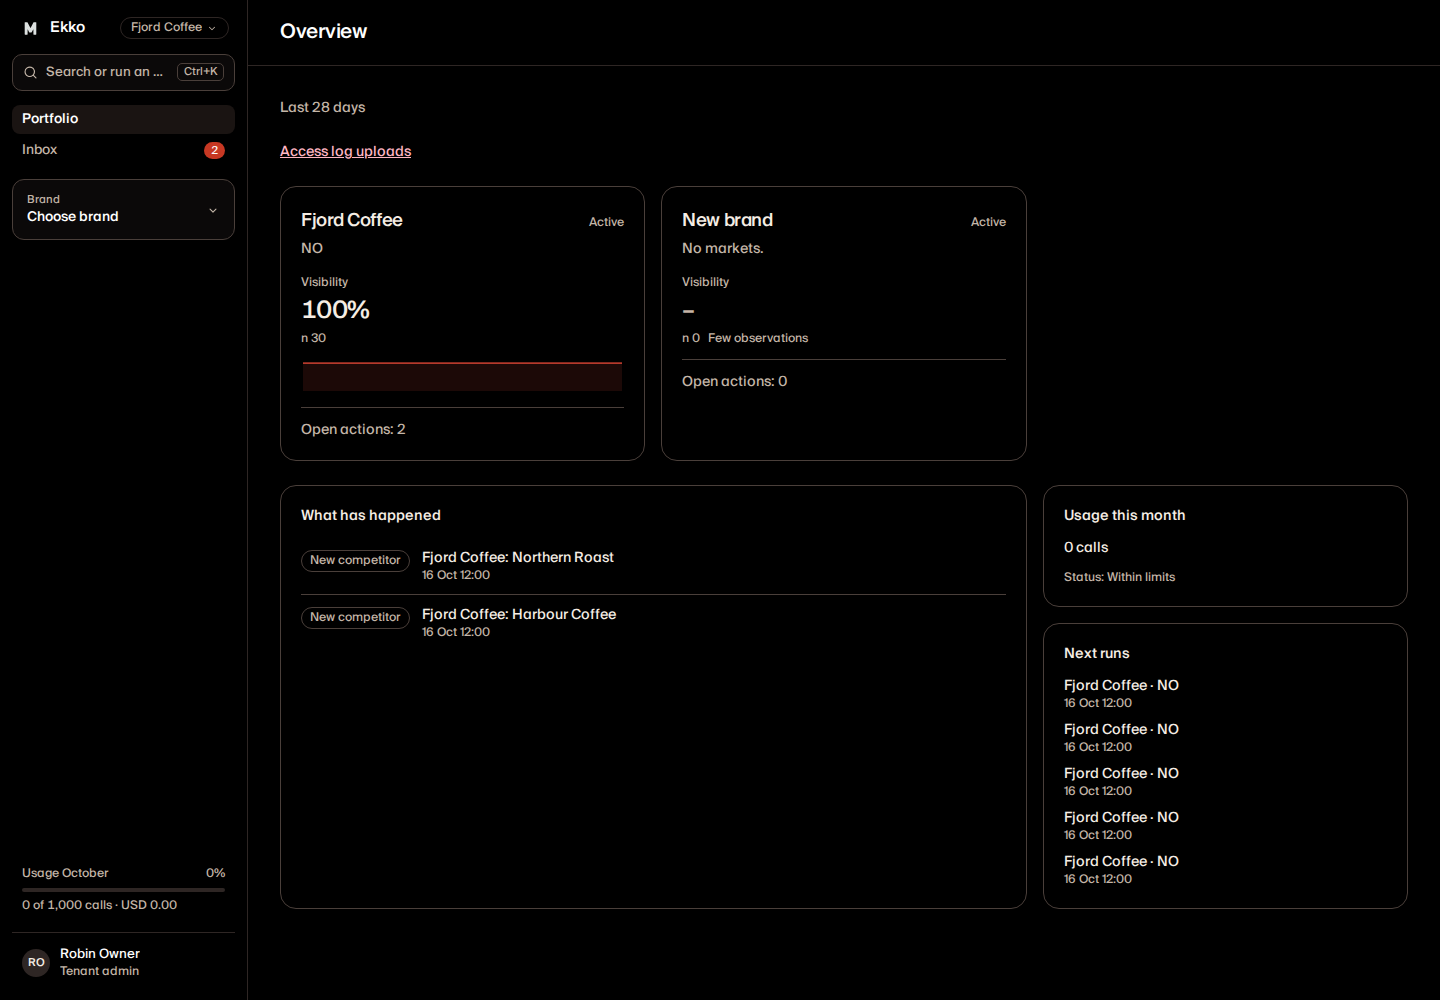 Ekko
Fjord Coffee
Search or run an ...
Ctrl+K
Portfolio
Inbox
2
Brand
Choose brand
Usage October
0%
0 of 1,000 calls · USD 0.00
RO
Robin Owner
Tenant admin
Overview
Last 28 days
Access log uploads
Fjord Coffee
Active
NO
Visibility
100%
n 30
Open actions: 2
New brand
Active
No markets.
Visibility
–
n 0 Few observations
Open actions: 0
What has happened
New competitor
Fjord Coffee: Northern Roast
16 Oct 12:00
New competitor
Fjord Coffee: Harbour Coffee
16 Oct 12:00
Usage this month
0 calls
Status: Within limits
Next runs
Fjord Coffee · NO
16 Oct 12:00
Fjord Coffee · NO
16 Oct 12:00
Fjord Coffee · NO
16 Oct 12:00
Fjord Coffee · NO
16 Oct 12:00
Fjord Coffee · NO
16 Oct 12:00